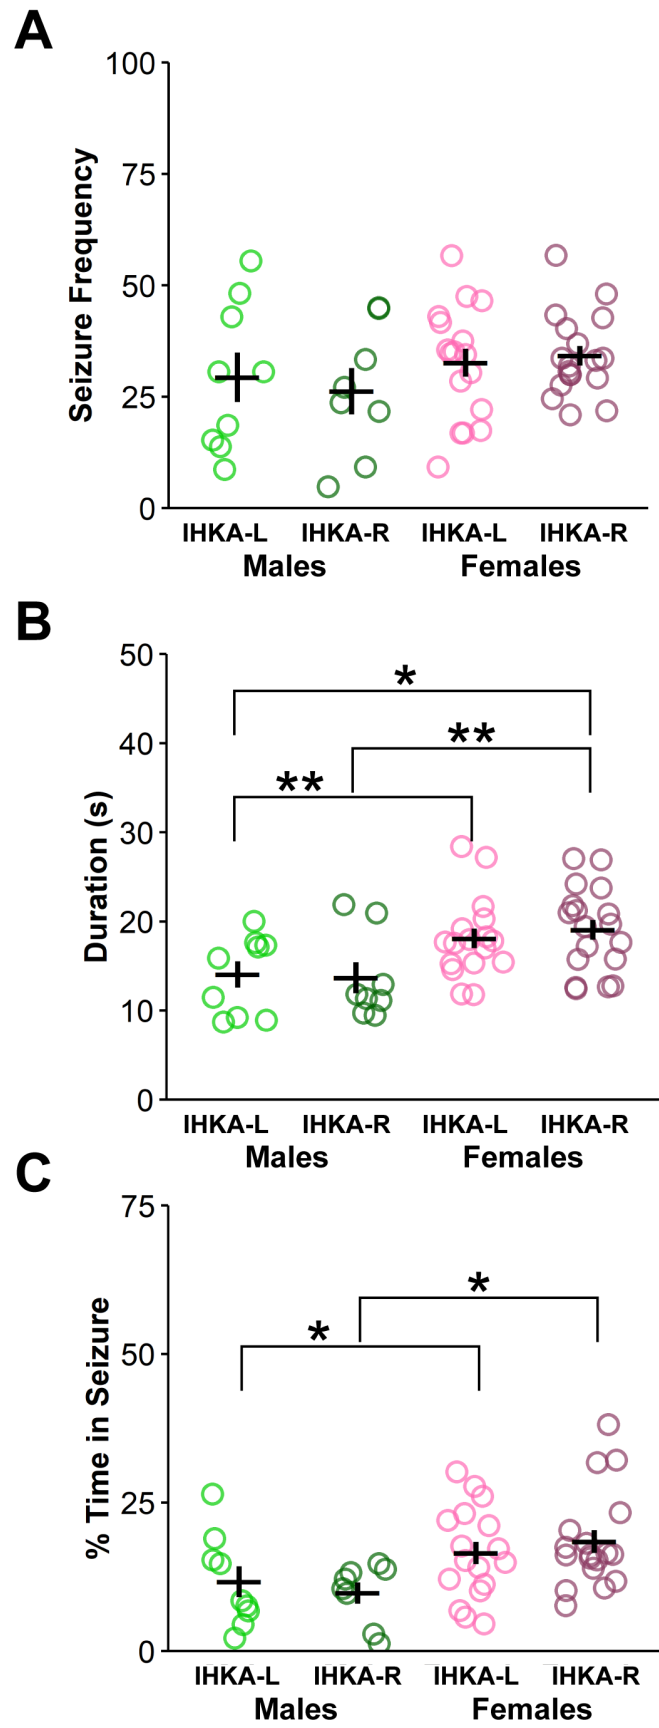 A
100
75
50
25
0
Seizure Frequency
IHKA-L IHKA-R IHKA-L IHKA-R
Males Females
B
50
40
30
20
10
0
Duration (s)
*
**
**
IHKA-L IHKA-R IHKA-L IHKA-R
Males Females
C
75
50
25
0
% Time in Seizure
*
*
IHKA-L IHKA-R IHKA-L IHKA-R
Males Females